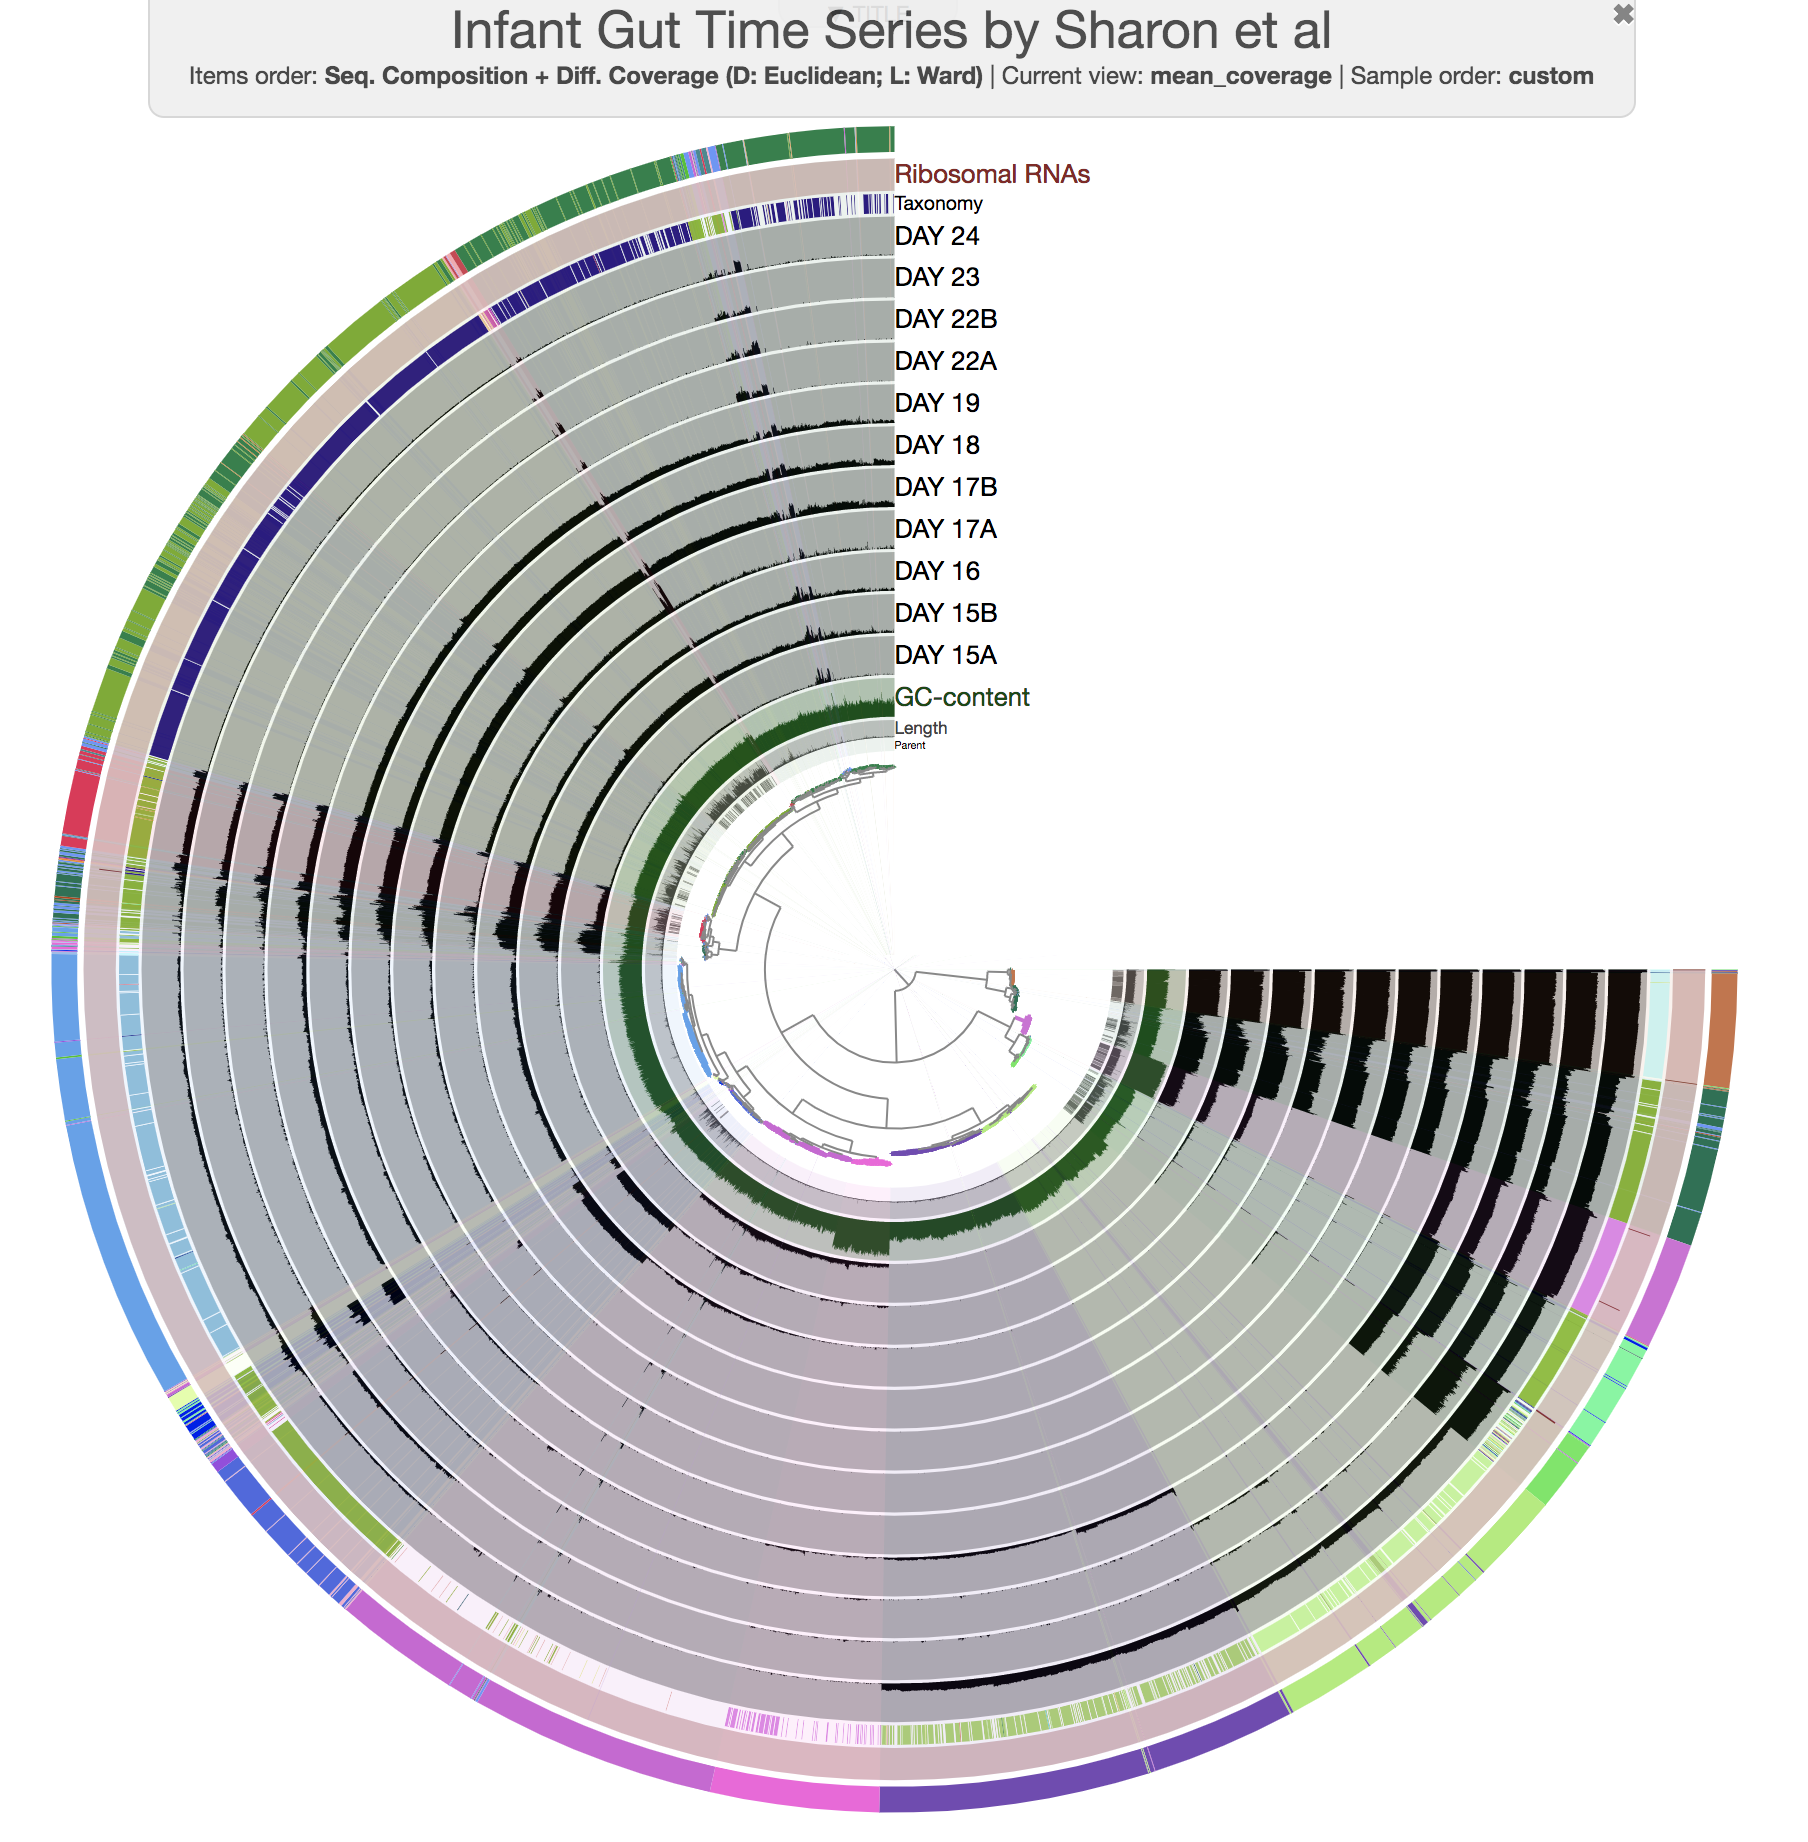 TITLE
Infant Gut Time Series by Sharon et al
Items order: Seq. Composition + Diff. Coverage (D: Euclidean; L: Ward) | Current view: mean_coverage | Sample order: custom
Ribosomal RNAs
Taxonomy
DAY 24
DAY 23
DAY 22B
DAY 22A
DAY 19
DAY 18
DAY 17B
DAY 17A
DAY 16
DAY 15B
DAY 15A
GC-content
Length
Parent